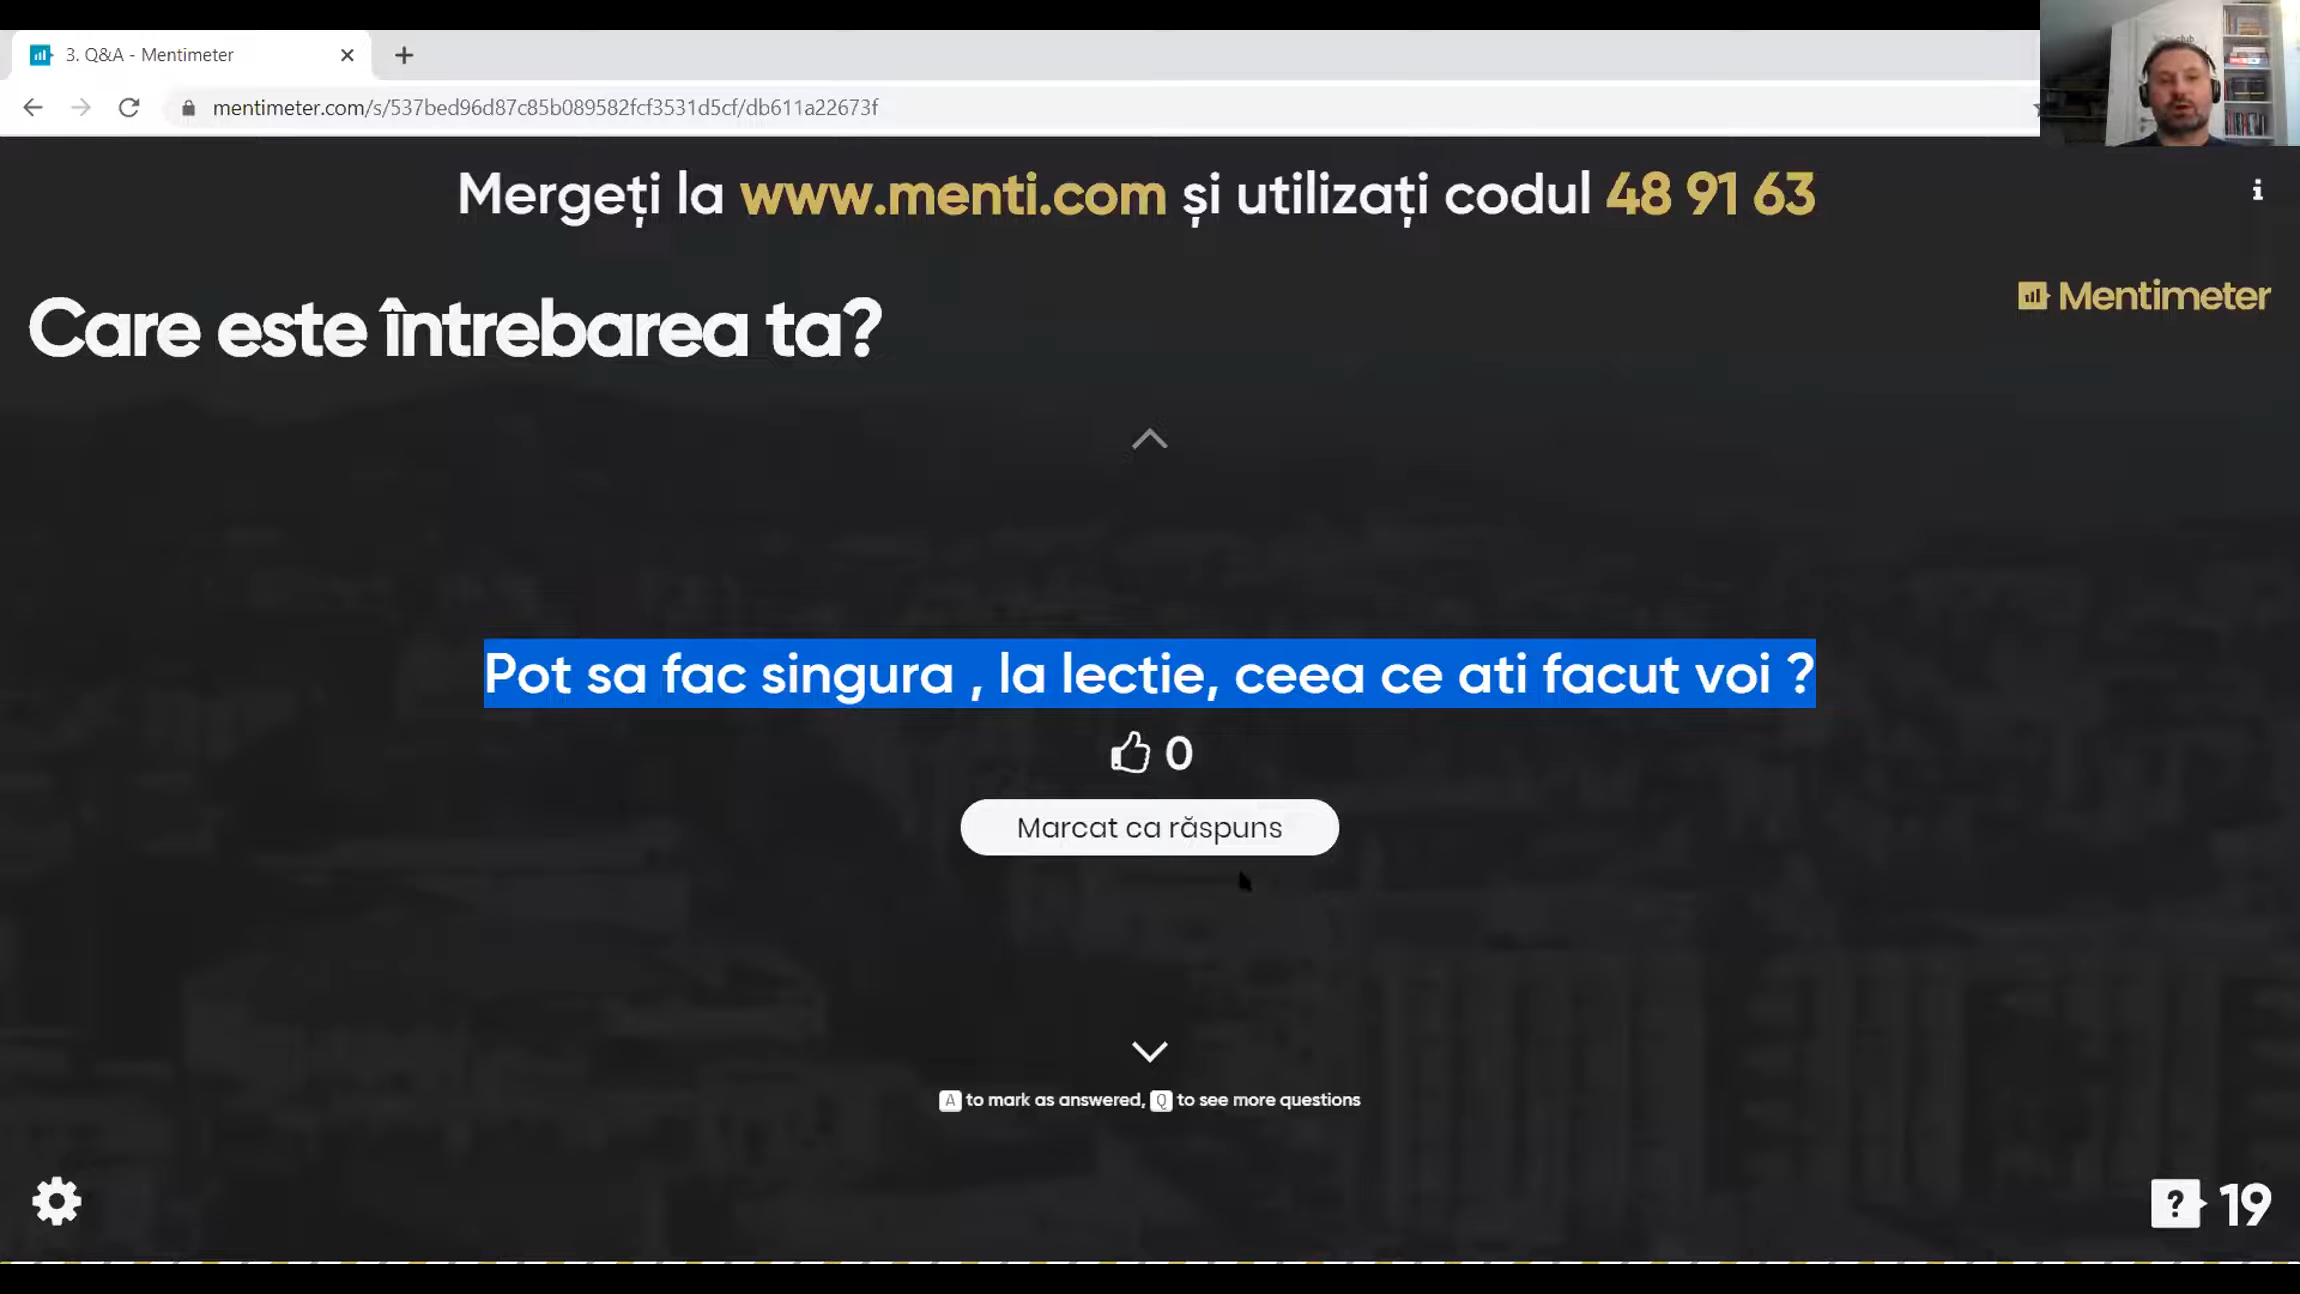 3. Q&A - Mentimeter
mentimeter.com/s/537bed96d87c85b089582fcf3531d5cf/db611a22673f
Mergeți la www.menti.com și utilizați codul 48 91 63
Mentimeter
Care este întrebarea ta?
Pot sa fac singura , la lectie, ceea ce ati facut voi ?
0
Marcat ca răspuns
A to mark as answered, Q to see more questions
? 19